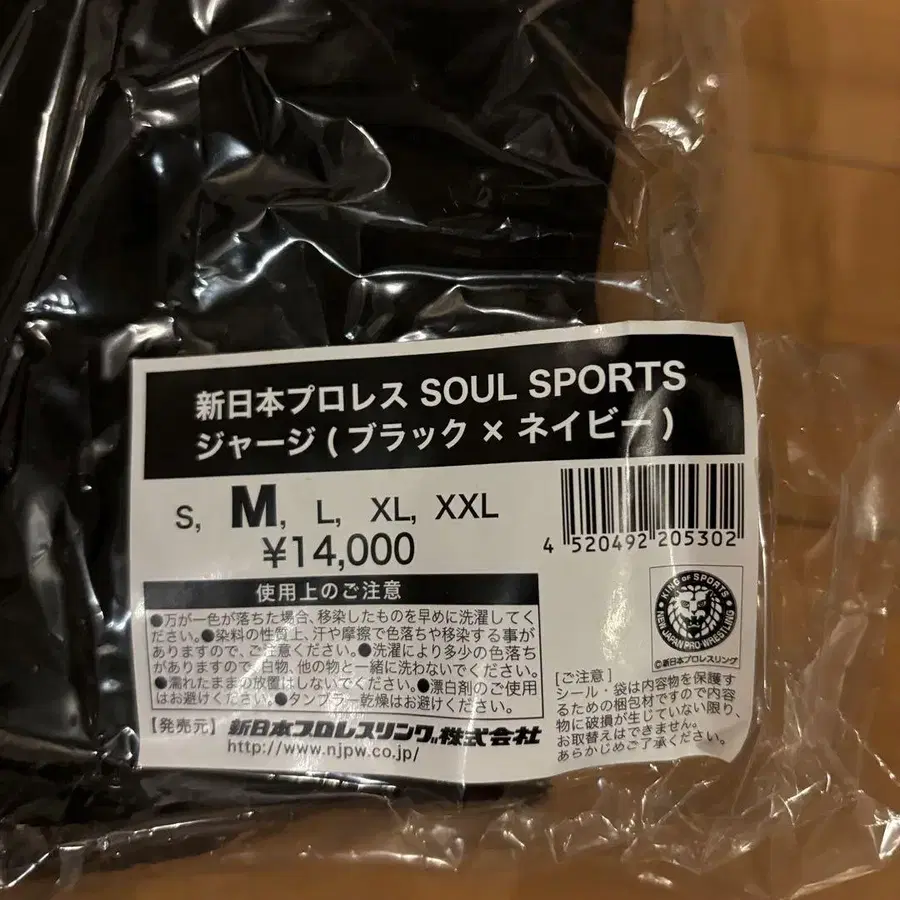 新日本プロレス SOUL SPORTS
ジャージ ( ブラック × ネイビー )
S, M, L, XL, XXL
¥14,000
4 520492 205302
使用上のご注意
●万が一色が落ちた場合、移染したものを早めに洗濯してく
ださい。●染料の性質上、汗や摩擦で色落ちや移染する事が
ありますので、ご注意ください。●洗濯により多少の色落ち
がありますので、白物、他の物と一緒に洗わないでください。
●濡れたままの放置はしないでください。●漂白剤のご使用
はお避けください。●タンブラー乾燥はお避けください。
【発売元】新日本プロレスリング株式会社
http://www.njpw.co.jp/
KING OF SPORTS
NEW JAPAN PRO-WRESTLING
©新日本プロレスリング
[ご注意]
シール・袋は内容物を保護す
るための梱包材ですので内容
物に破損が生じていない限り、
お取替えはできません。
あらかじめご了承ください。